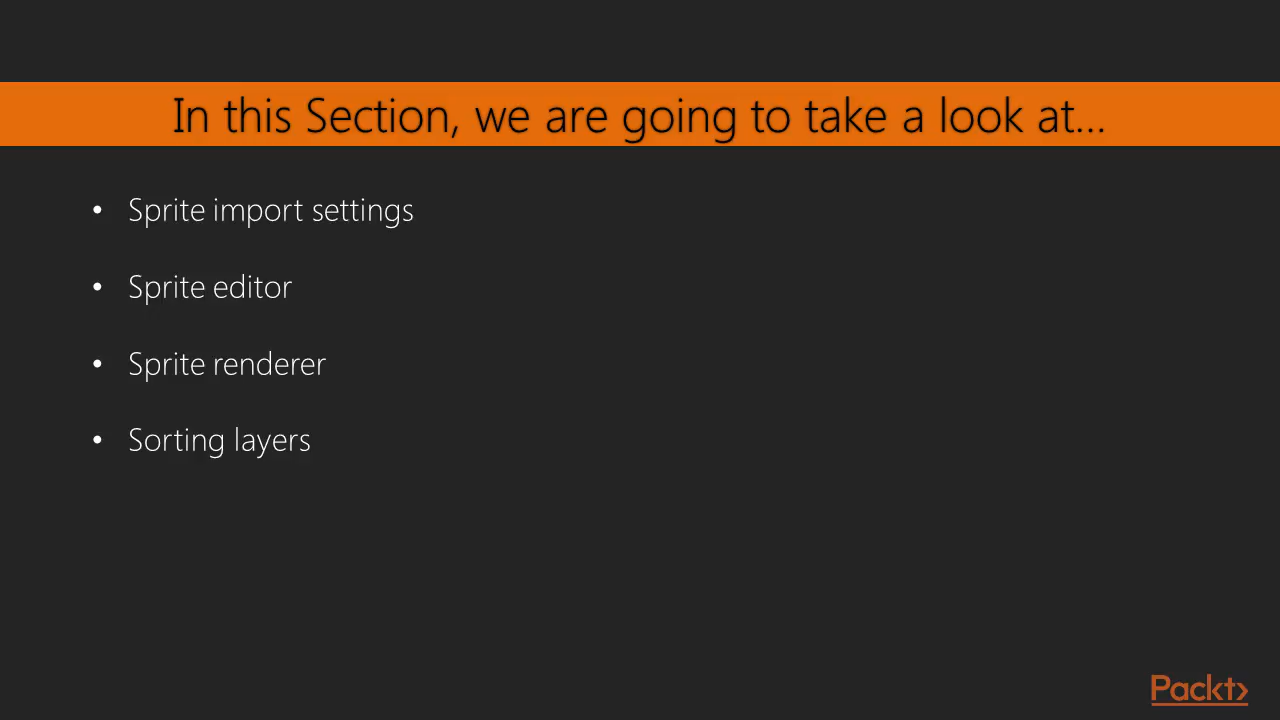 In this Section, we are going to take a look at...
• Sprite import settings
• Sprite editor
• Sprite renderer
• Sorting layers
Packt>